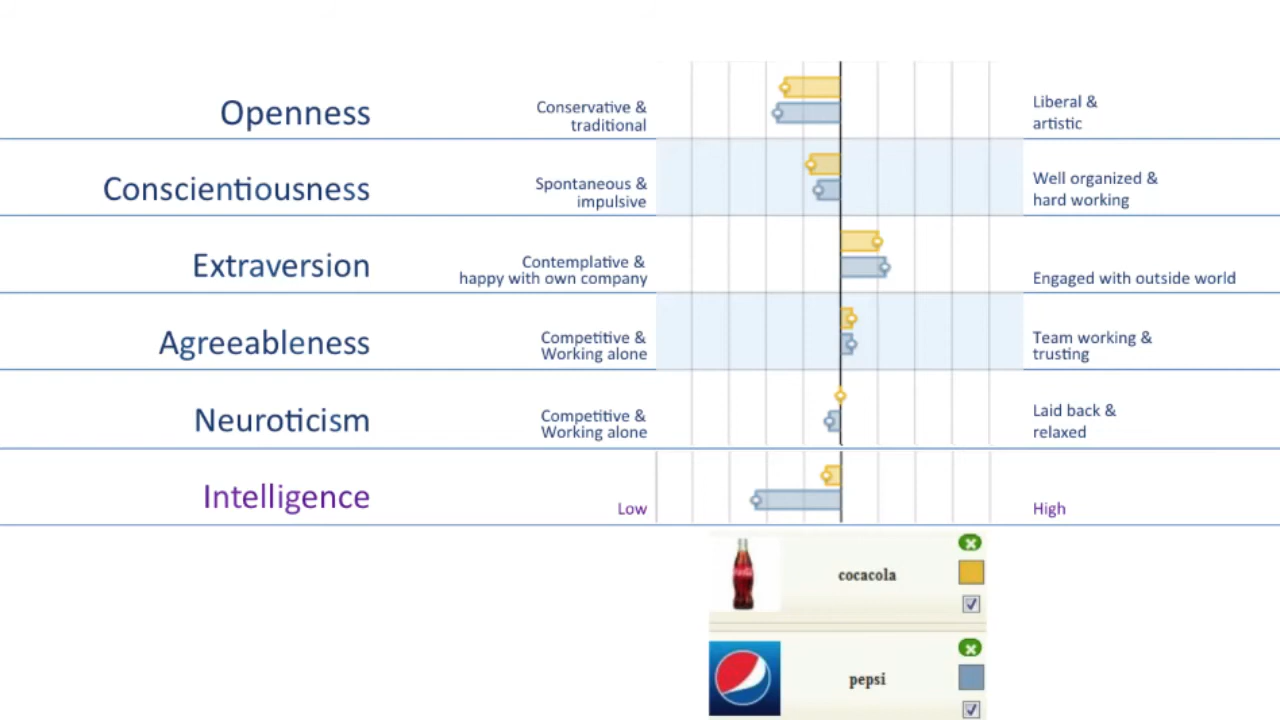 Openness
Conservative &
traditional
Liberal &
artistic
Conscientiousness
Spontaneous &
impulsive
Well organized &
hard working
Extraversion
Contemplative &
happy with own company
Engaged with outside world
Agreeableness
Competitive &
Working alone
Team working &
trusting
Neuroticism
Competitive &
Working alone
Laid back &
relaxed
Intelligence
Low
High
cocacola
pepsi